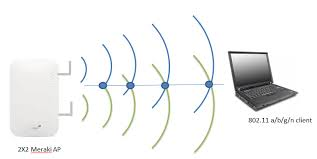 802.11 a/b/g/n client
2X2 Meraki AP